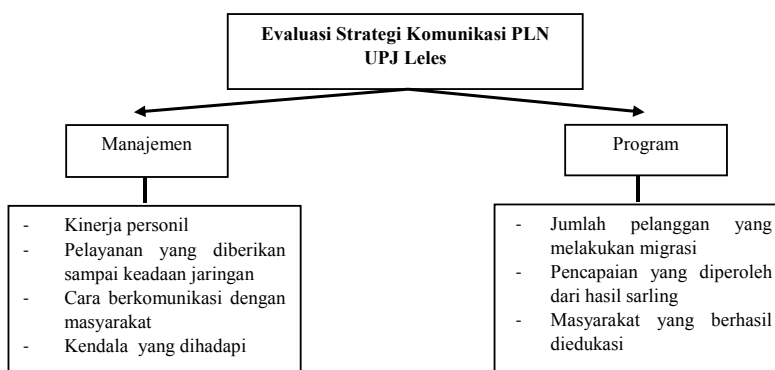 Evaluasi Strategi Komunikasi PLN
UPJ Leles
Manajemen
Program
- Kinerja personil
- Pelayanan yang diberikan
sampai keadaan jaringan
- Cara berkomunikasi dengan
masyarakat
- Kendala yang dihadapi
- Jumlah pelanggan yang
melakukan migrasi
- Pencapaian yang diperoleh
dari hasil sarling
- Masyarakat yang berhasil
diedukasi